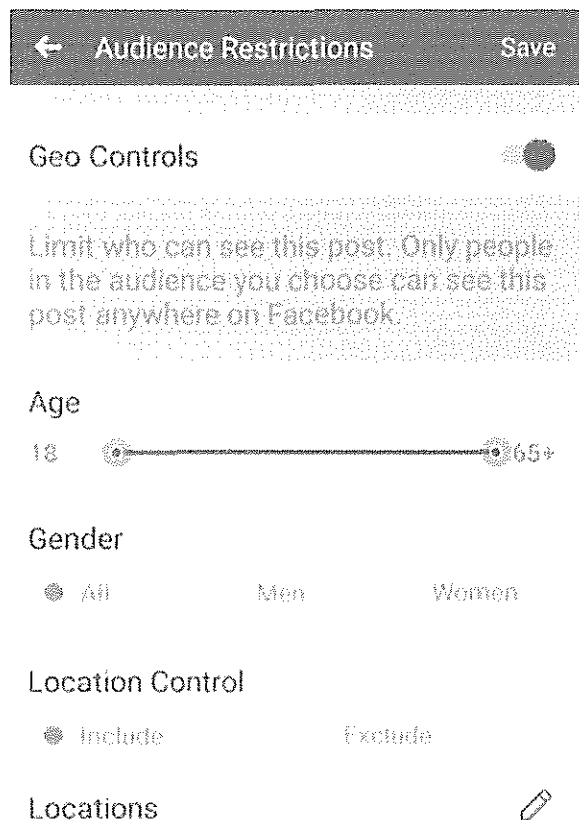 Audience Restrictions Save
Geo Controls
Limit who can see this post. Only people
in the audience you choose can see this
post anywhere on Facebook.
Age
18 65+
Gender
All Men Women
Location Control
Include Exclude
Locations